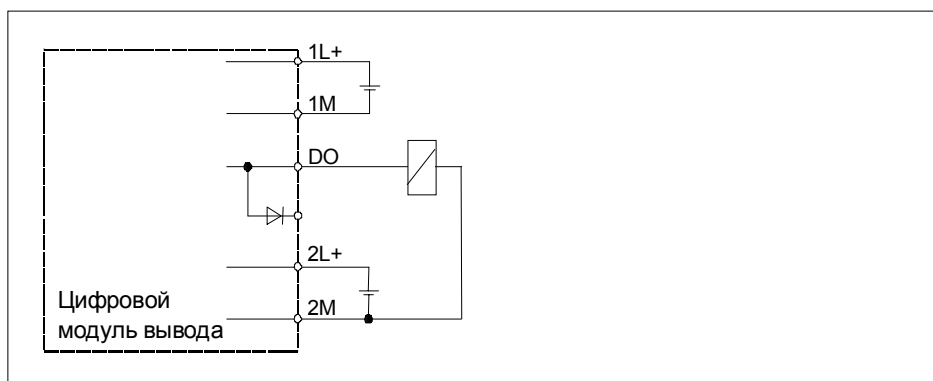 1L+
1M
DO
2L+
2M
Цифровой
модуль вывода